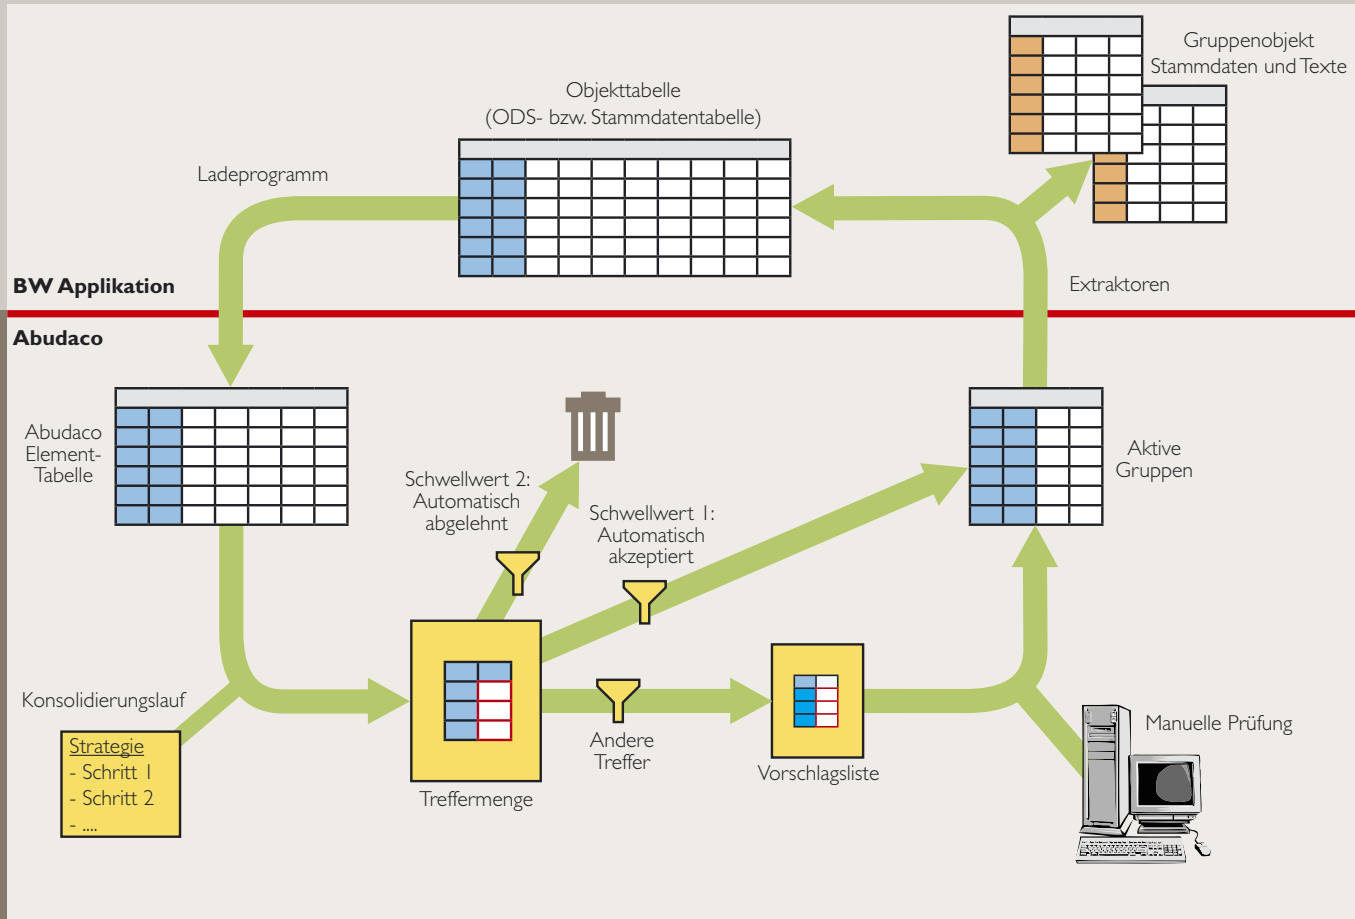 Gruppenobjekt
Stammdaten und Texte
Objekttabelle
(ODS- bzw. Stammdatentabelle)
Ladeprogramm
BW Applikation
Extraktoren
Abudaco
Abudaco
Element-
Tabelle
Schwellwert 2:
Automatisch
abgelehnt
Schwellwert 1:
Automatisch
akzeptiert
Aktive
Gruppen
Konsolidierungslauf
Strategie
- Schritt 1
- Schritt 2
- ....
Treffermenge
Andere
Treffer
Vorschlagsliste
Manuelle Prüfung